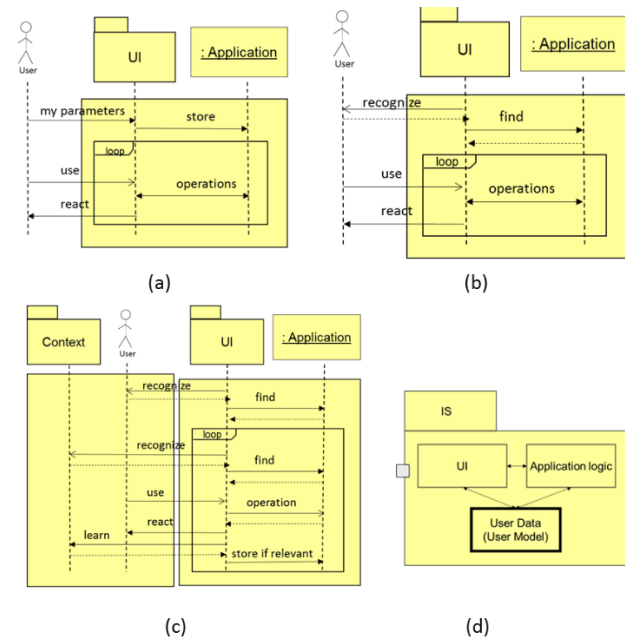 User
UI
: Application
my parameters
store
loop
use
operations
react
(a)
User
UI
: Application
recognize
find
loop
use
operations
react
(b)
Context
User
UI
: Application
recognize
find
loop
recognize
find
use
operation
react
learn
store if relevant
(c)
IS
UI
Application logic
User Data
(User Model)
(d)